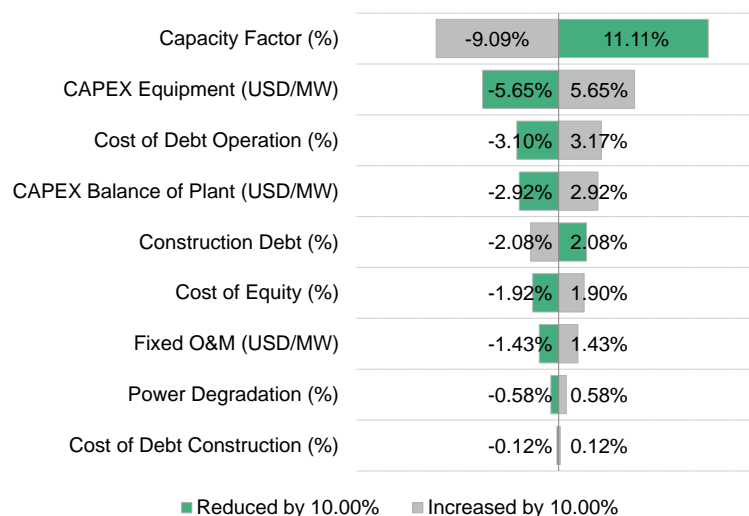 Capacity Factor (%) -9.09% 11.11%
CAPEX Equipment (USD/MW) -5.65% 5.65%
Cost of Debt Operation (%) -3.10% 3.17%
CAPEX Balance of Plant (USD/MW) -2.92% 2.92%
Construction Debt (%) -2.08% 2.08%
Cost of Equity (%) -1.92% 1.90%
Fixed O&M (USD/MW) -1.43% 1.43%
Power Degradation (%) -0.58% 0.58%
Cost of Debt Construction (%) -0.12% 0.12%
Reduced by 10.00% Increased by 10.00%